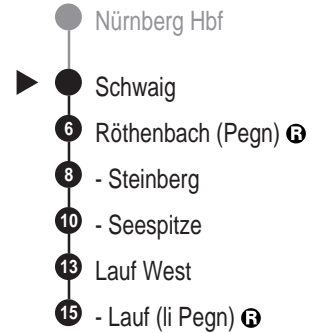 Nürnberg Hbf
Schwaig
6 Röthenbach (Pegn) R
8 - Steinberg
10 - Seespitze
13 Lauf West
15 - Lauf (li Pegn) R